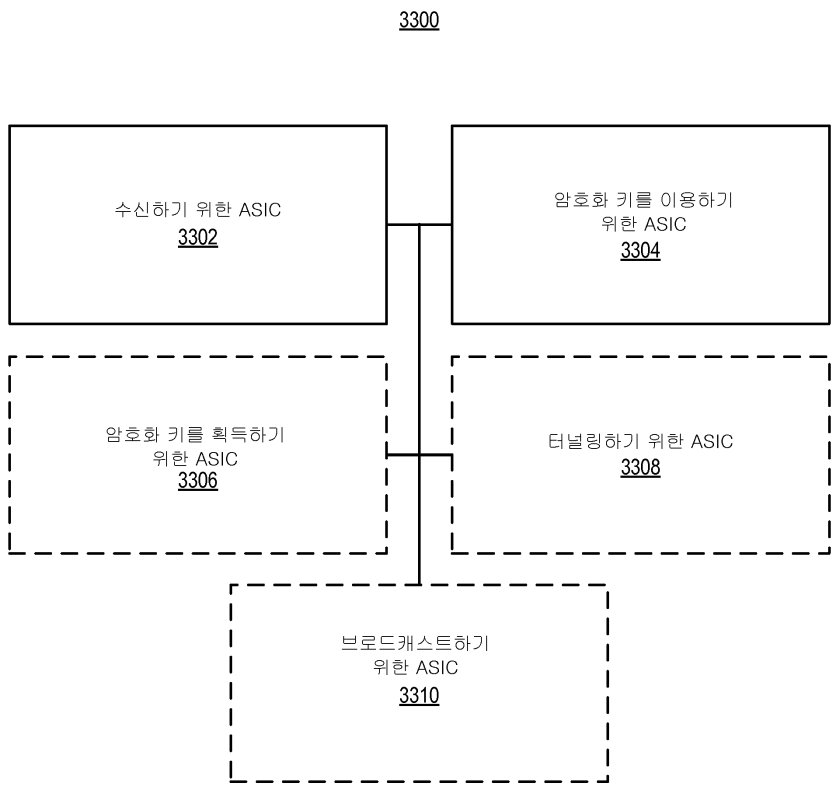 3300
수신하기 위한 ASIC
3302
암호화 키를 이용하기
위한 ASIC
3304
암호화 키를 획득하기
위한 ASIC
3306
터널링하기 위한 ASIC
3308
브로드캐스트하기
위한 ASIC
3310